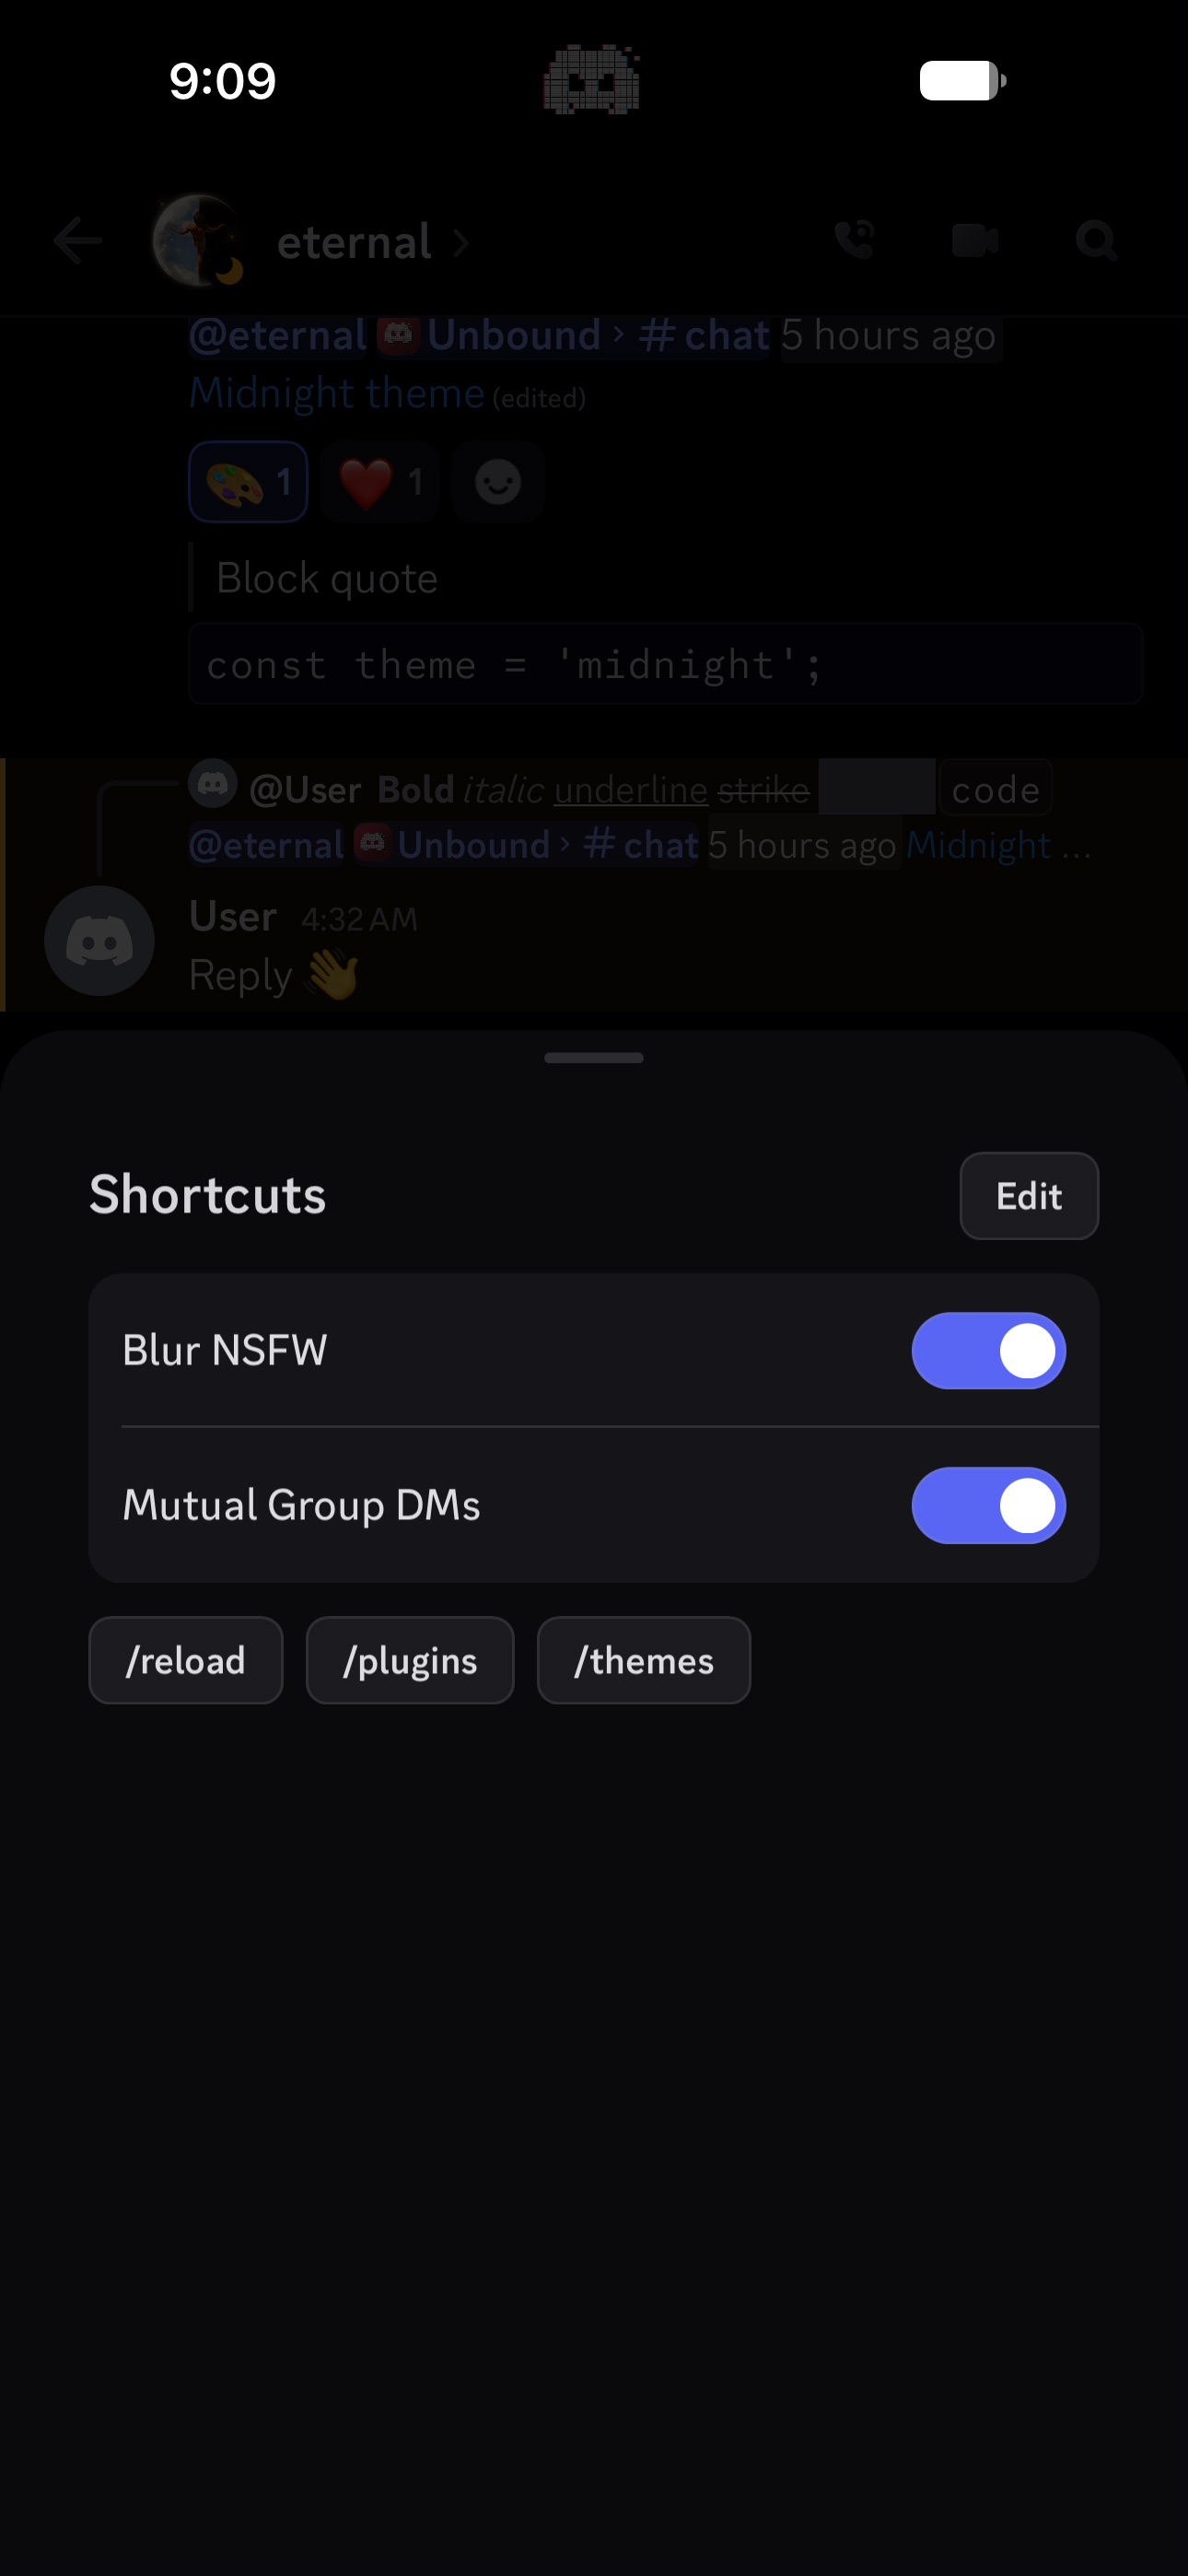 9:09
eternal
@eternal Unbound › # chat 5 hours ago
Midnight theme (edited)
🎨 1 ❤️ 1
Block quote
const theme = 'midnight';
@User Bold italic underline strike code
@eternal Unbound › # chat 5 hours ago Midnight ...
User 4:32 AM
Reply 👋
Shortcuts
Edit
Blur NSFW
Mutual Group DMs
/reload /plugins /themes